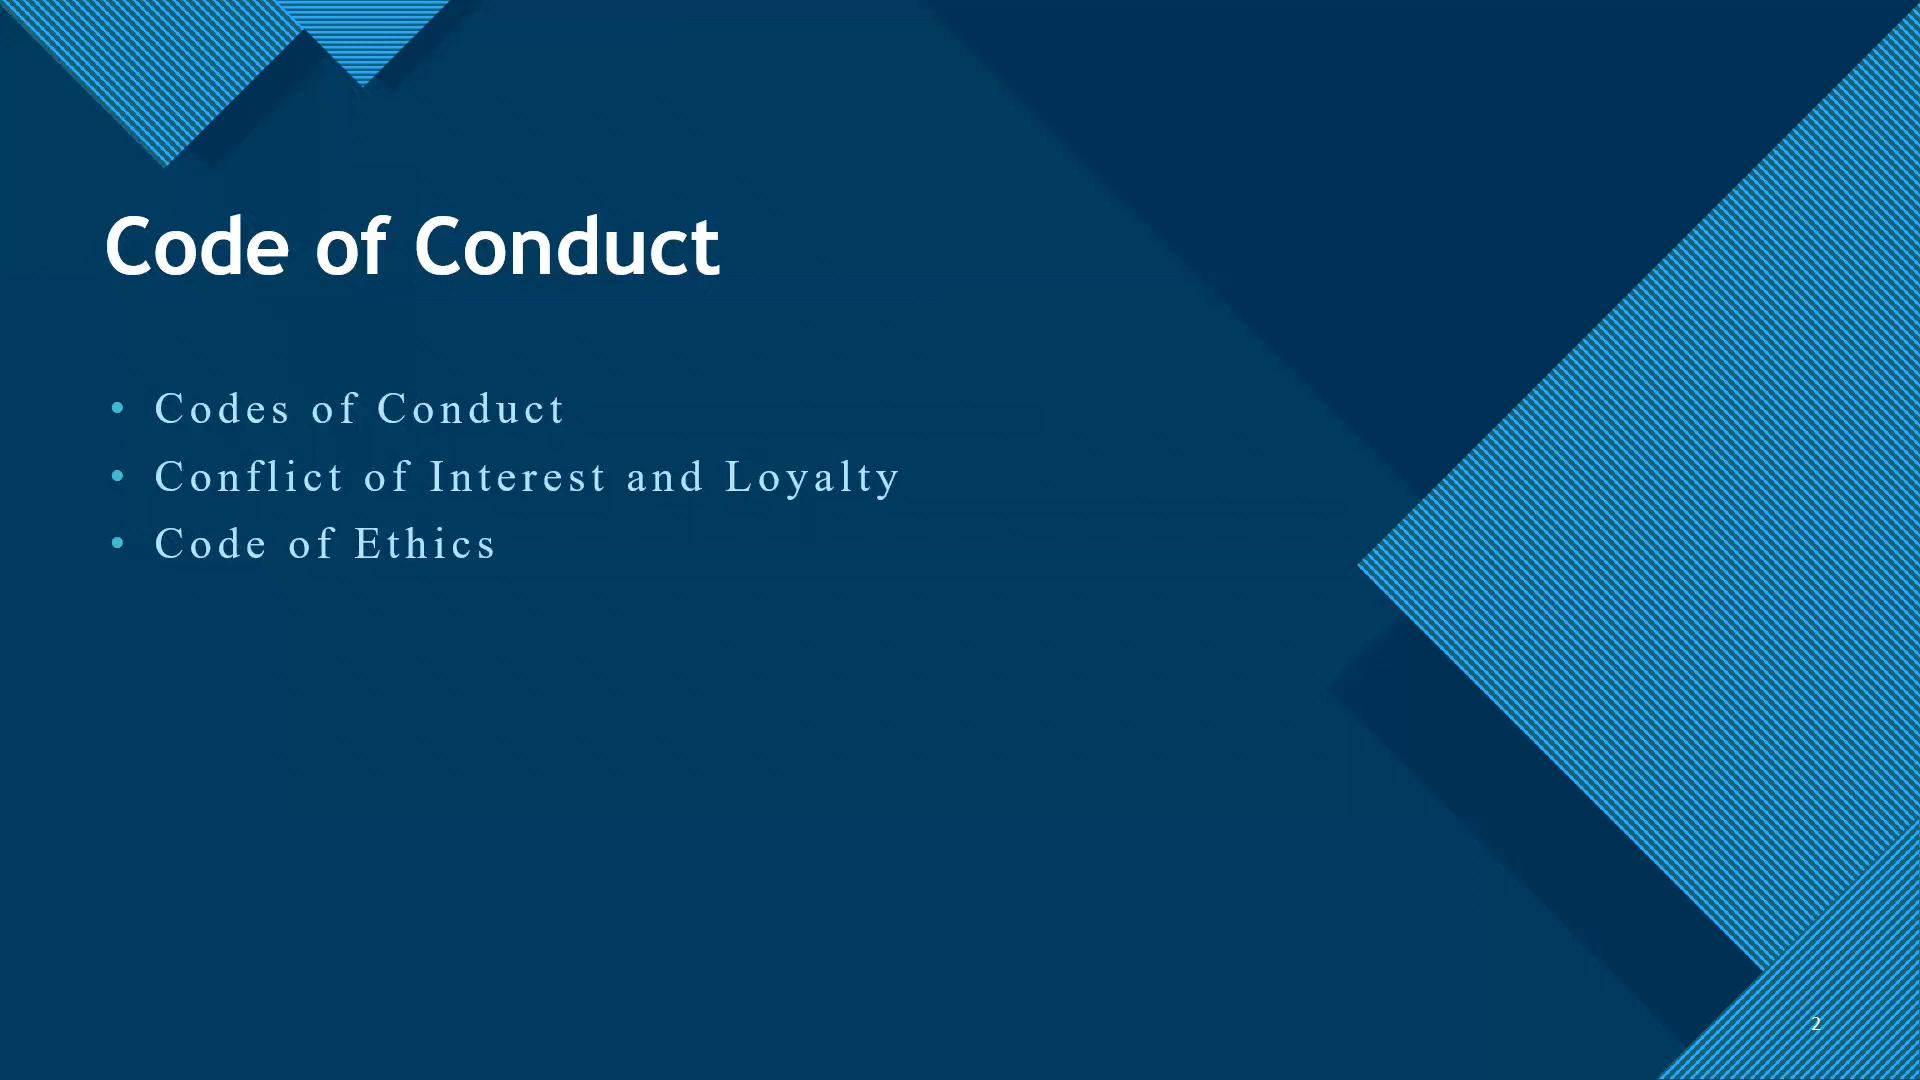 Code of Conduct
• Codes of Conduct
• Conflict of Interest and Loyalty
• Code of Ethics
2